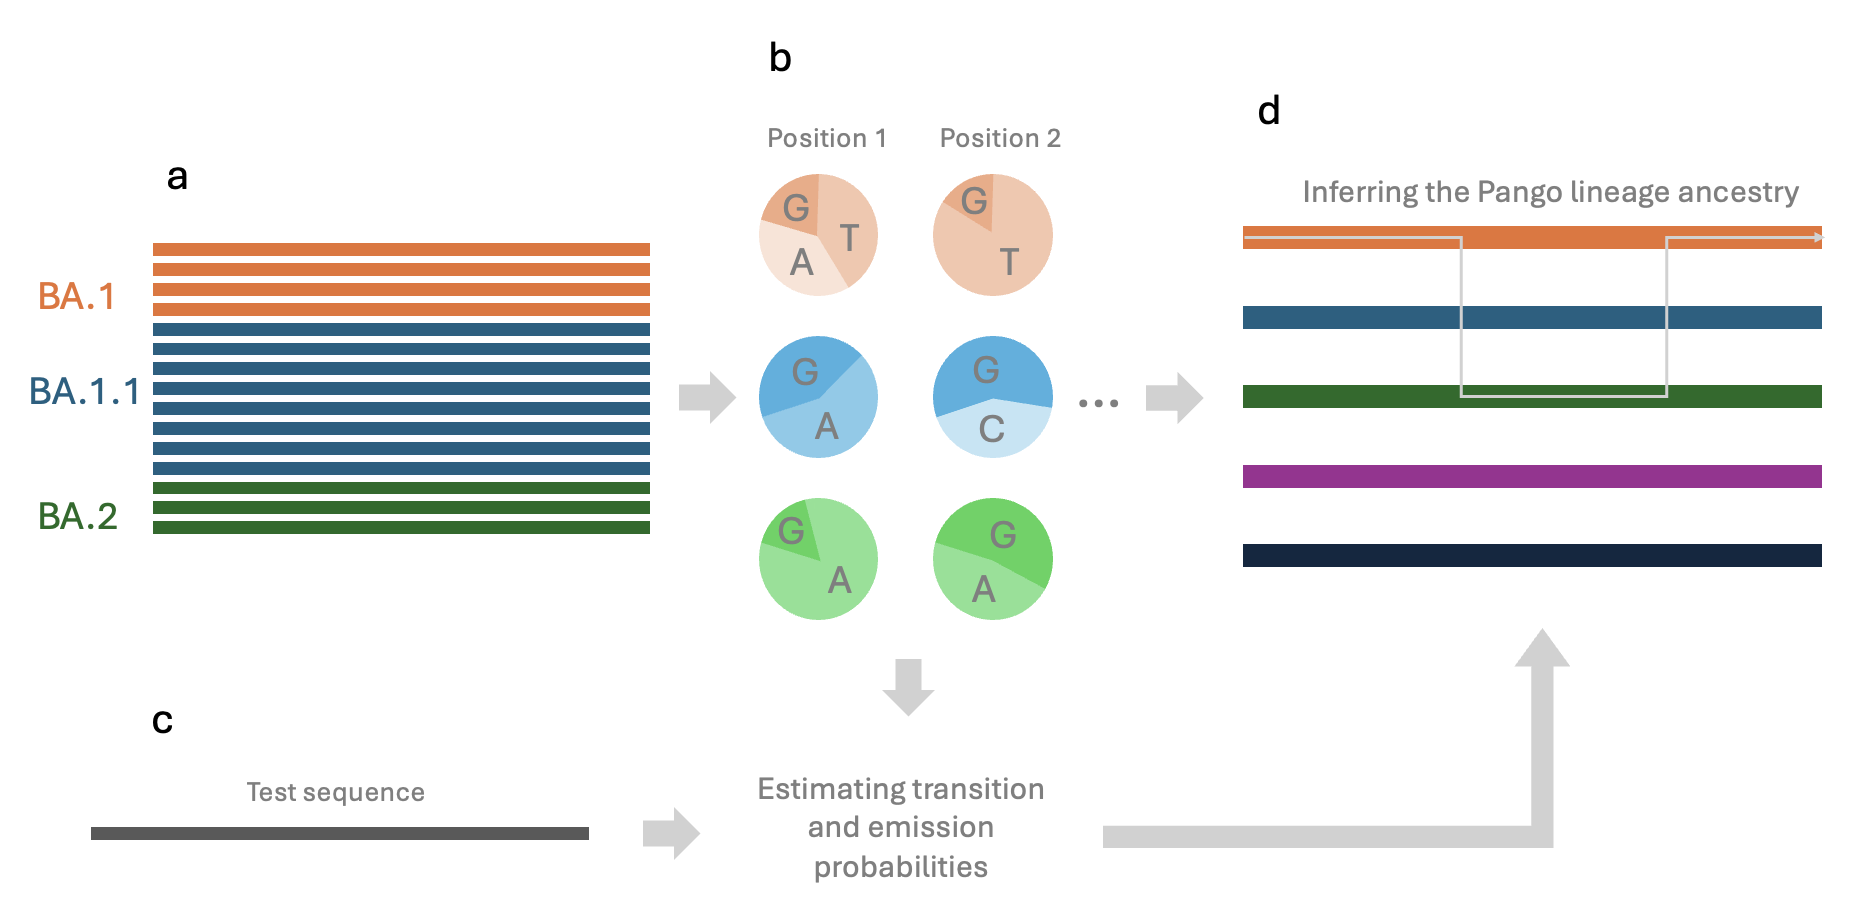 a
BA.1
BA.1.1
BA.2
b
Position 1
Position 2
G
T
A
G
T
G
A
G
C
...
G
A
G
A
c
Test sequence
Estimating transition
and emission
probabilities
d
Inferring the Pango lineage ancestry